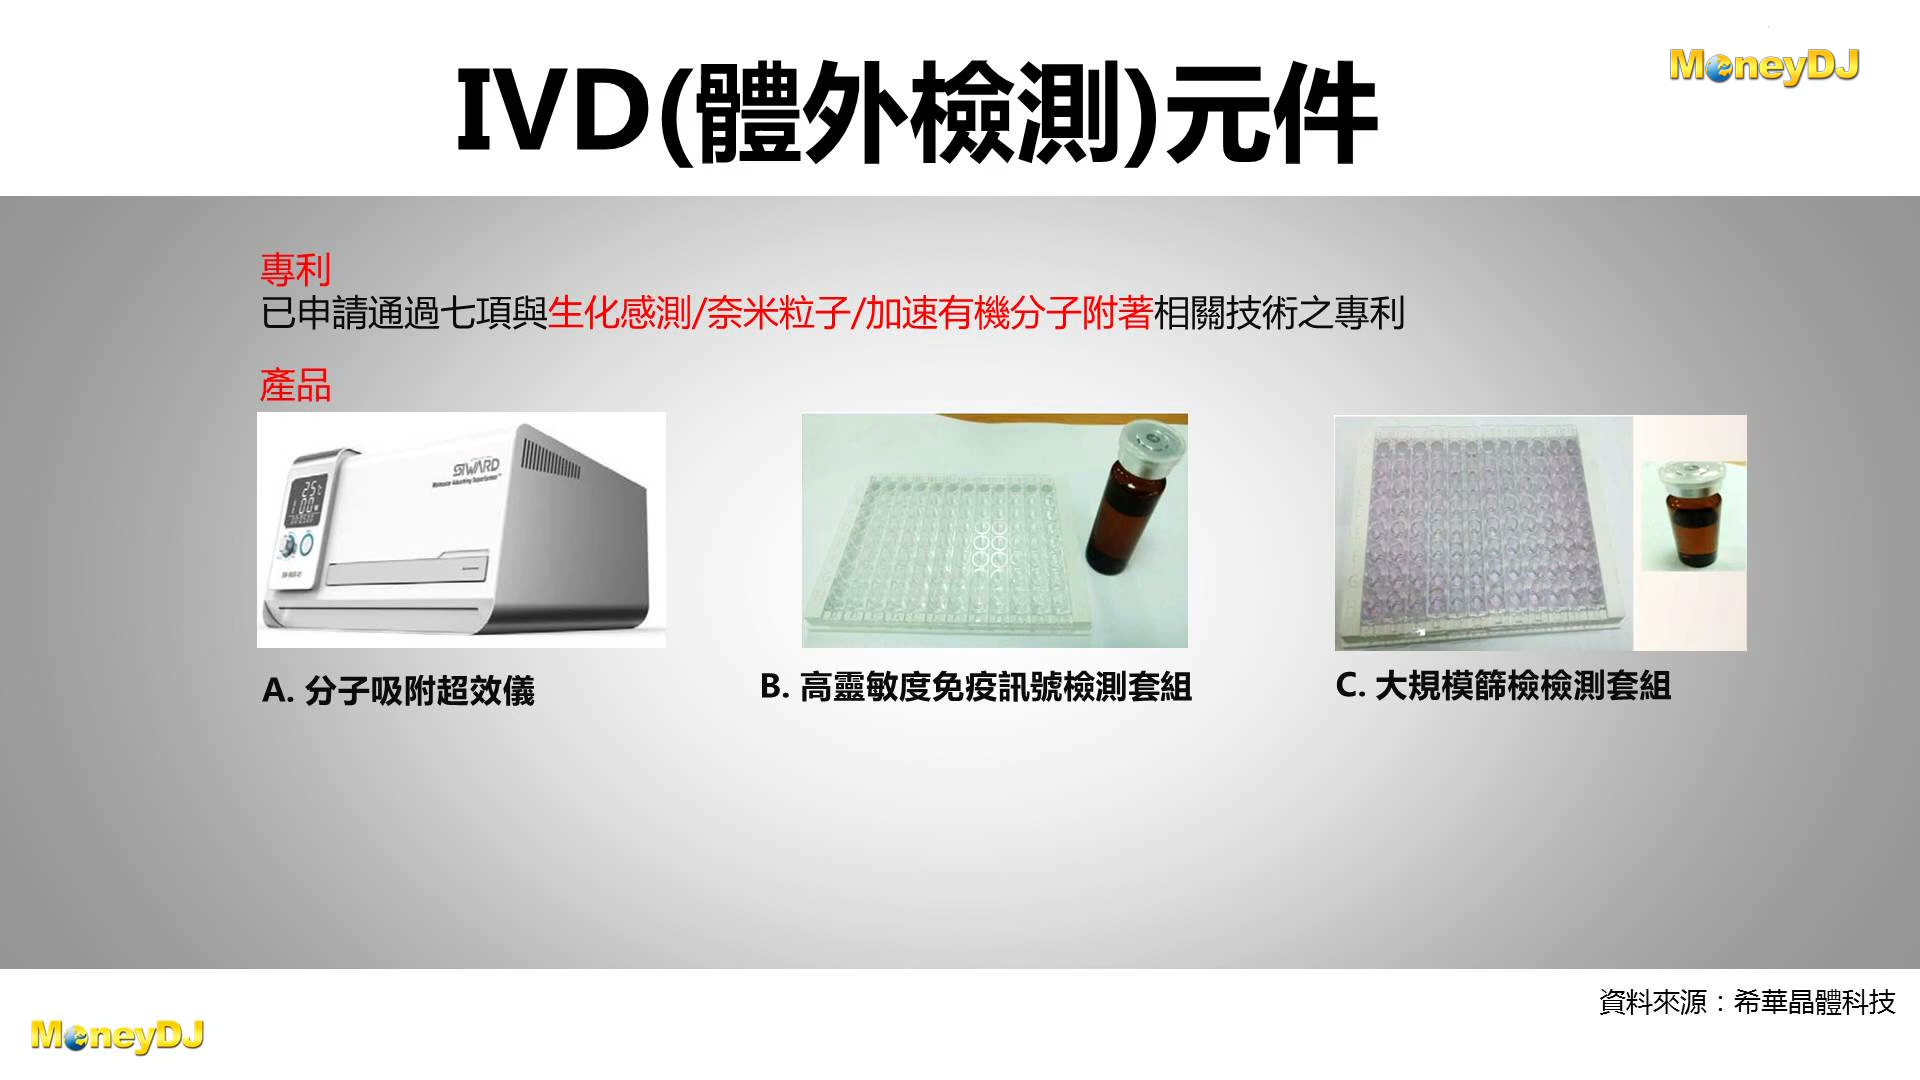 IVD(體外檢測)元件
MoneyDJ
專利
已申請通過七項與生化感測/奈米粒子/加速有機分子附著相關技術之專利
產品
SIWARD
25
100
A. 分子吸附超效儀
B. 高靈敏度免疫訊號檢測套組
C. 大規模篩檢檢測套組
資料來源：希華晶體科技
MoneyDJ